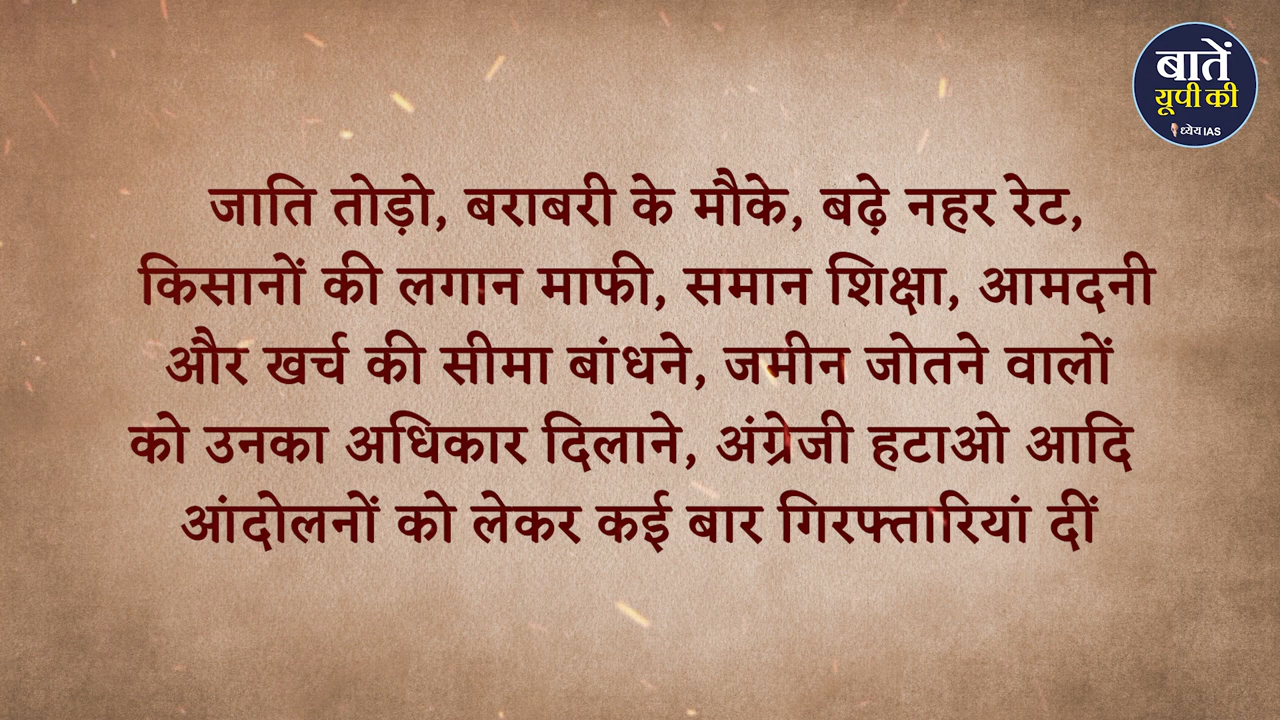 बातें
यूपी की
ध्येय IAS
जाति तोड़ो, बराबरी के मौके, बढ़े नहर रेट,
किसानों की लगान माफी, समान शिक्षा, आमदनी
और खर्च की सीमा बांधने, जमीन जोतने वालों
को उनका अधिकार दिलाने, अंग्रेजी हटाओ आदि
आंदोलनों को लेकर कई बार गिरफ्तारियां दीं